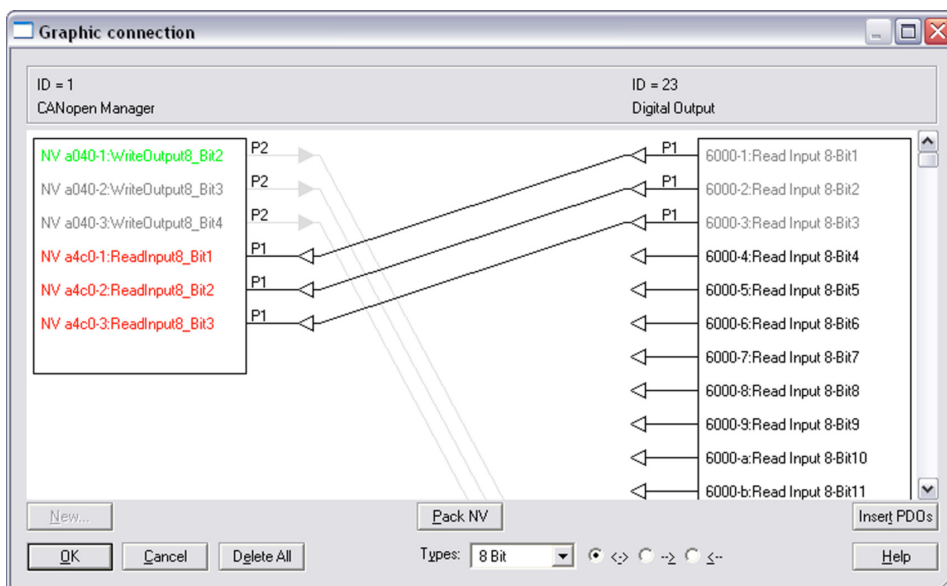 Graphic connection
ID = 1
CANopen Manager
ID = 23
Digital Output
NV a040-1:WriteOutput8_Bit2
P2
P1
6000-1:Read Input 8-Bit1
NV a040-2:WriteOutput8_Bit3
P2
P1
6000-2:Read Input 8-Bit2
NV a040-3:WriteOutput8_Bit4
P2
P1
6000-3:Read Input 8-Bit3
NV a4c0-1:ReadInput8_Bit1
P1
6000-4:Read Input 8-Bit4
NV a4c0-2:ReadInput8_Bit2
P1
6000-5:Read Input 8-Bit5
NV a4c0-3:ReadInput8_Bit3
P1
6000-6:Read Input 8-Bit6
6000-7:Read Input 8-Bit7
6000-8:Read Input 8-Bit8
6000-9:Read Input 8-Bit9
6000-a:Read Input 8-Bit10
6000-b:Read Input 8-Bit11
New...
Pack NV
Insert PDOs
OK
Cancel
Delete All
Types:
8 Bit
<->
-->
<--
Help